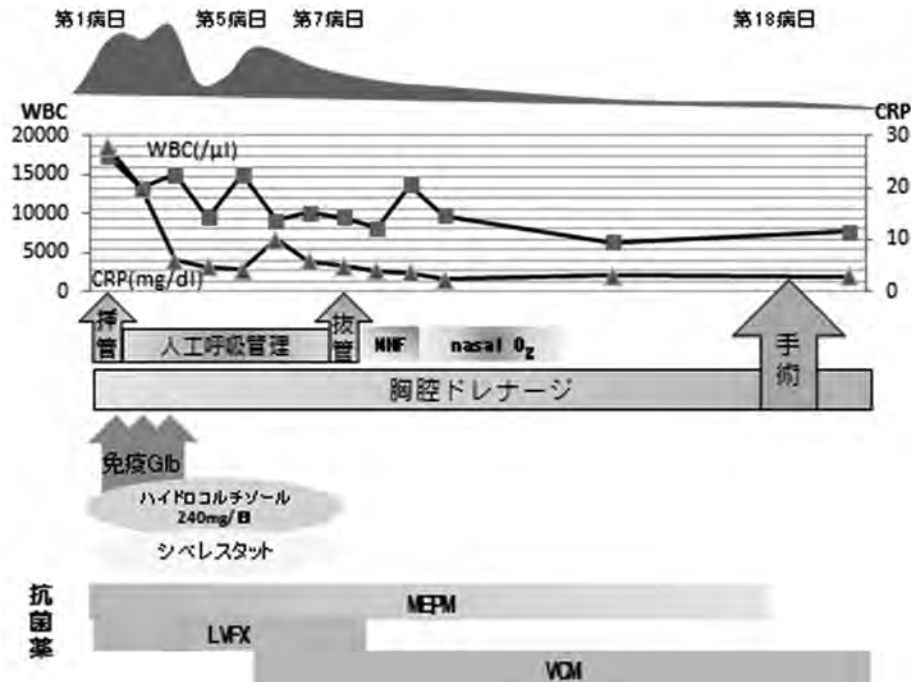 第1病日 第5病日 第7病日 第18病日
WBC CRP
20000 30
WBC(/μl)
15000
20
10000
10
5000
CRP(mg/dl)
0 0
挿管
人工呼吸管理
抜管
NHF
nasal O₂
手術
胸腔ドレナージ
免疫Glb
ハイドロコルチゾール
240mg/日
シベレスタット
抗菌薬
MEPM
LVFX
VCM